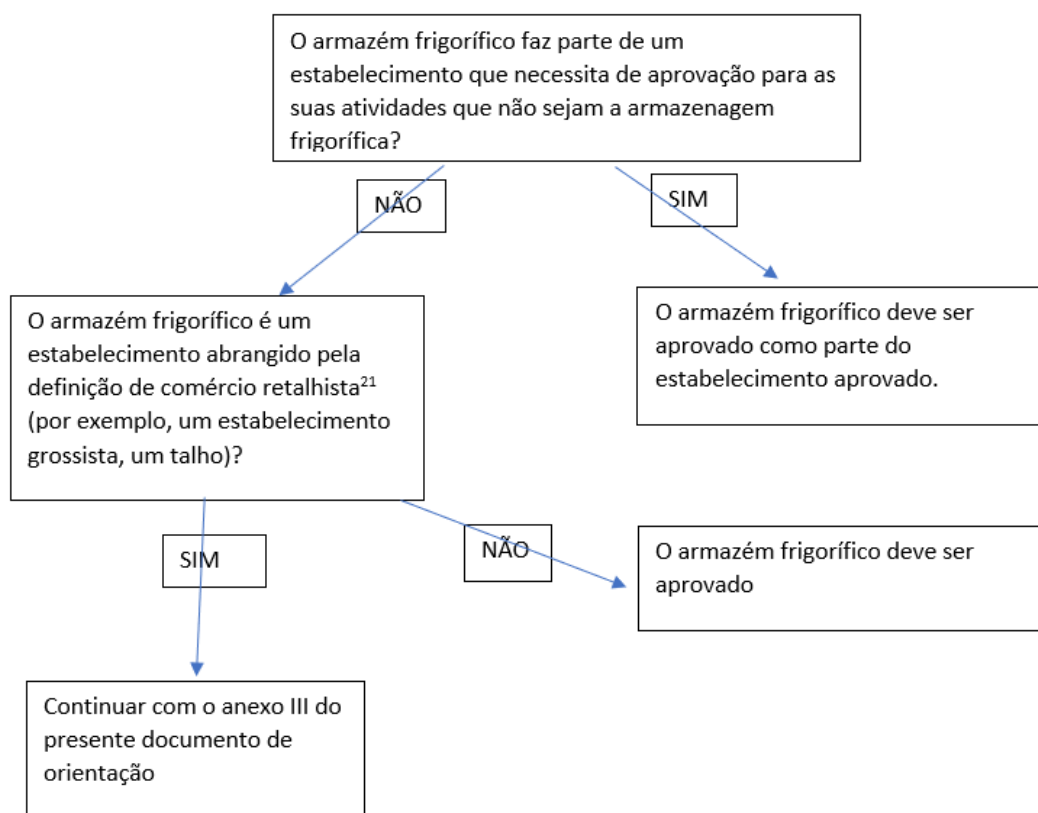 O armazém frigorífico faz parte de um
estabelecimento que necessita de aprovação para as
suas atividades que não sejam a armazenagem
frigorífica?
NÃO
SIM
O armazém frigorífico é um
estabelecimento abrangido pela
definição de comércio retalhista²¹
(por exemplo, um estabelecimento
grossista, um talho)?
O armazém frigorífico deve ser
aprovado como parte do
estabelecimento aprovado.
SIM
NÃO
O armazém frigorífico deve ser
aprovado
Continuar com o anexo III do
presente documento de
orientação